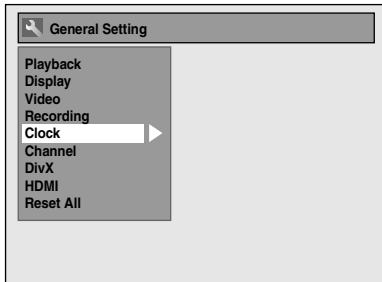 General Setting
Playback
Display
Video
Recording
Clock
Channel
DivX
HDMI
Reset All